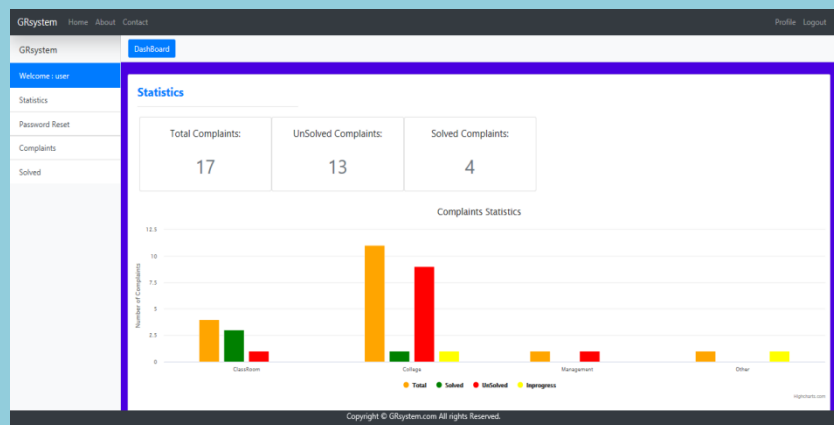 GRsystem Home About Contact Profile Logout
GRsystem
DashBoard
Welcome : user
Statistics
Password Reset
Complaints
Solved
Statistics
Total Complaints:
17
UnSolved Complaints:
13
Solved Complaints:
4
Complaints Statistics
Number of Complaints
12.5
10
7.5
5
2.5
0
ClassRoom College Management Other
Total Solved UnSolved Inprogress
Highcharts.com
Copyright © GRsystem.com All rights Reserved.